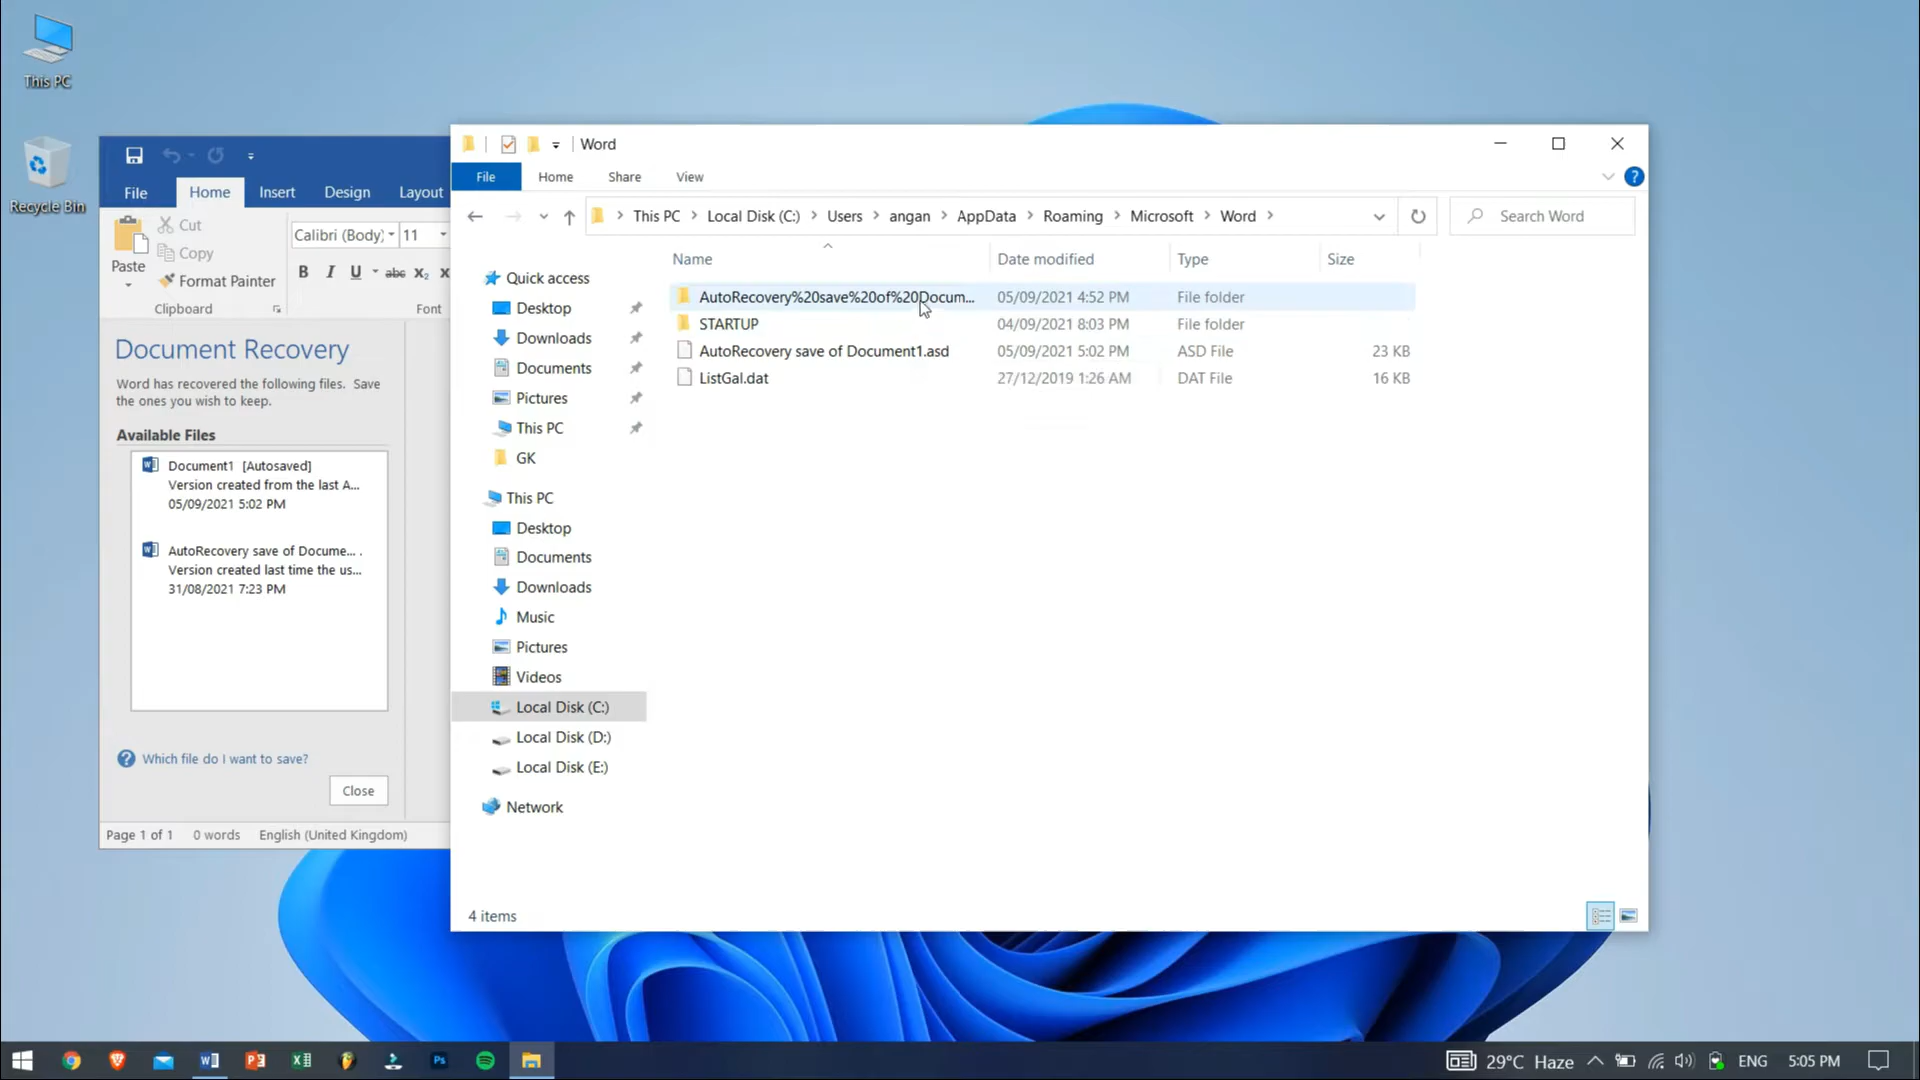 This PC
Recycle Bin
File
Home
Insert
Design
Layout
Paste
Cut
Copy
Format Painter
Clipboard
Calibri (Body)
11
B I U abc X₂
Font
Document Recovery
Word has recovered the following files. Save
the ones you wish to keep.
Available Files
Document1 [Autosaved]
Version created from the last A...
05/09/2021 5:02 PM
AutoRecovery save of Docume... .
Version created last time the us...
31/08/2021 7:23 PM
Which file do I want to save?
Close
Page 1 of 1
0 words
English (United Kingdom)
Word
File
Home
Share
View
This PC
Local Disk (C:)
Users
angan
AppData
Roaming
Microsoft
Word
Search Word
Quick access
Desktop
Downloads
Documents
Pictures
This PC
GK
This PC
Desktop
Documents
Downloads
Music
Pictures
Videos
Local Disk (C:)
Local Disk (D:)
Local Disk (E:)
Network
Name Date modified Type Size
AutoRecovery%20save%20of%20Docum... 05/09/2021 4:52 PM File folder
STARTUP 04/09/2021 8:03 PM File folder
AutoRecovery save of Document1.asd 05/09/2021 5:02 PM ASD File 23 KB
ListGal.dat 27/12/2019 1:26 AM DAT File 16 KB
4 items
29°C Haze
ENG
5:05 PM